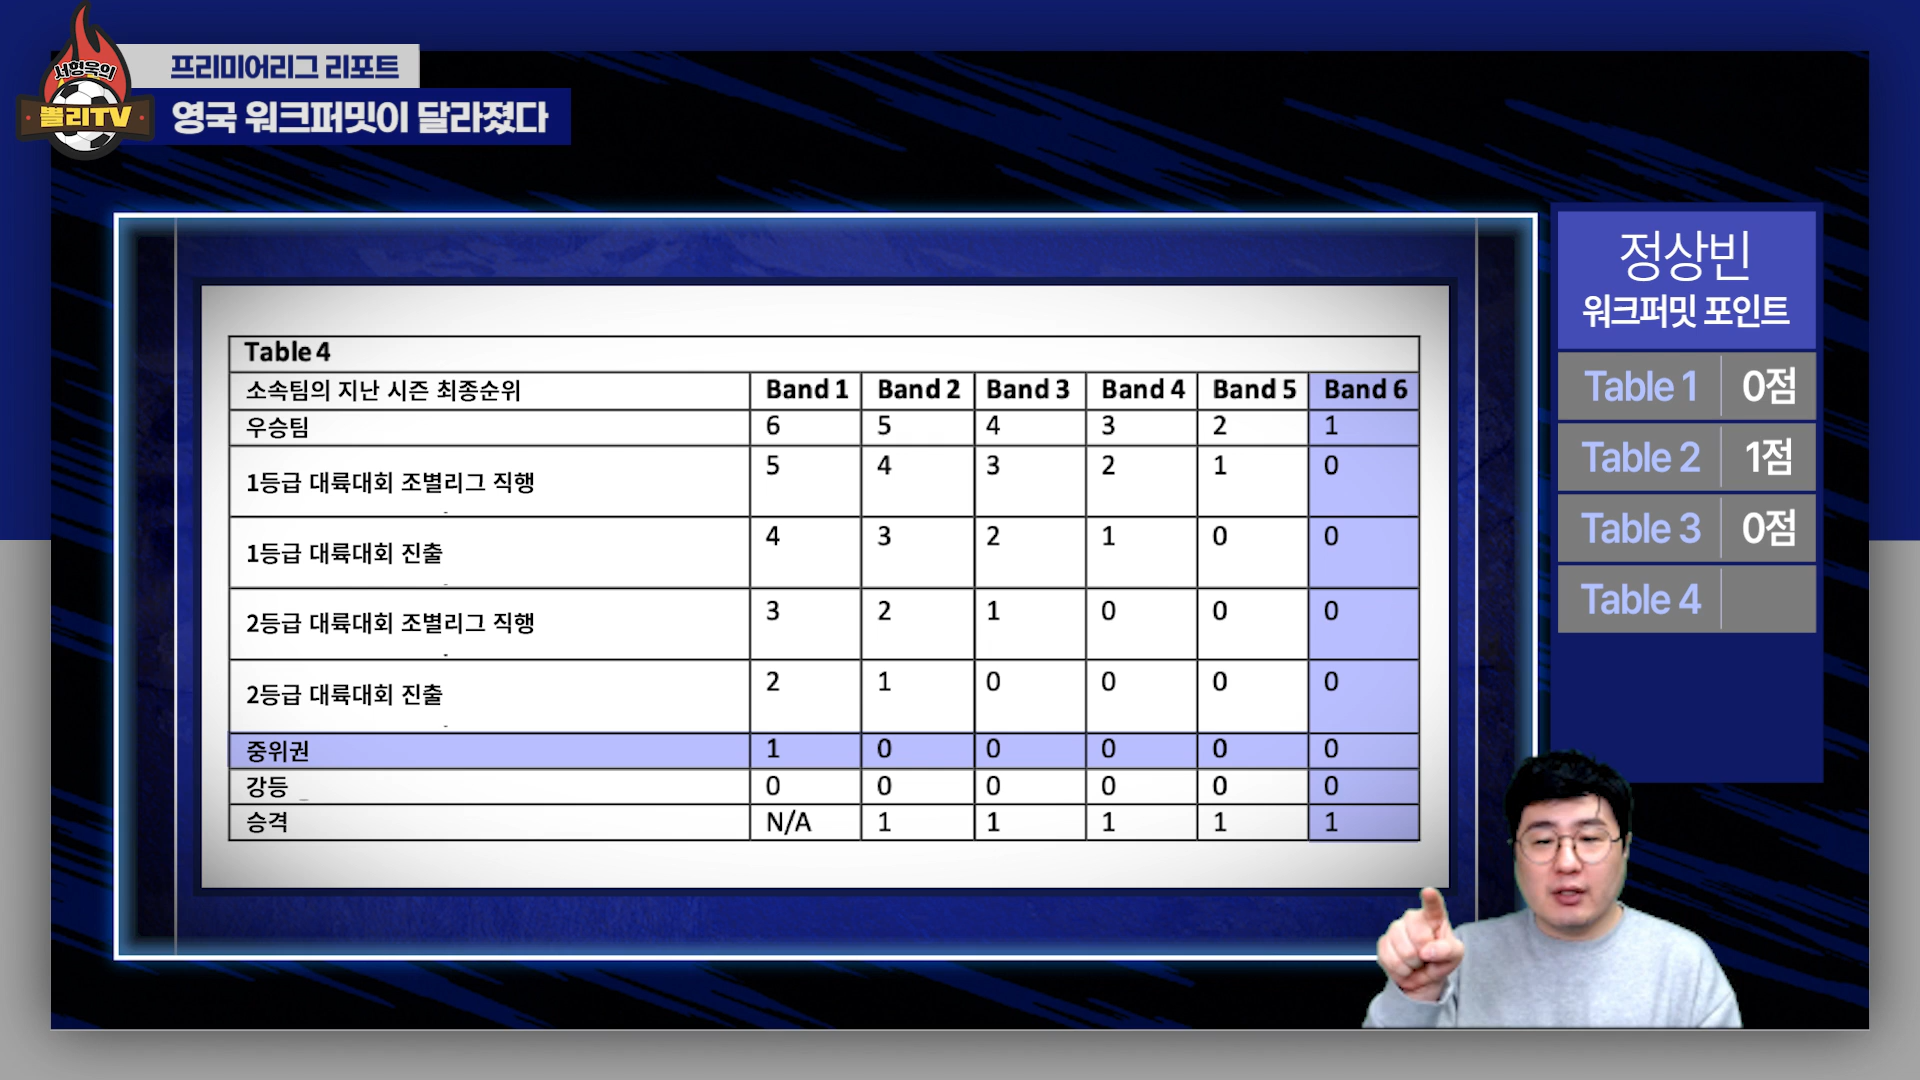 서형욱의
뽈리TV
프리미어리그 리포트
영국 워크퍼밋이 달라졌다
Table 4
소속팀의 지난 시즌 최종순위 Band 1 Band 2 Band 3 Band 4 Band 5 Band 6
우승팀 6 5 4 3 2 1
1등급 대륙대회 조별리그 직행 5 4 3 2 1 0
1등급 대륙대회 진출 4 3 2 1 0 0
2등급 대륙대회 조별리그 직행 3 2 1 0 0 0
2등급 대륙대회 진출 2 1 0 0 0 0
중위권 1 0 0 0 0 0
강등 0 0 0 0 0 0
승격 N/A 1 1 1 1 1
정상빈
워크퍼밋 포인트
Table 1 0점
Table 2 1점
Table 3 0점
Table 4